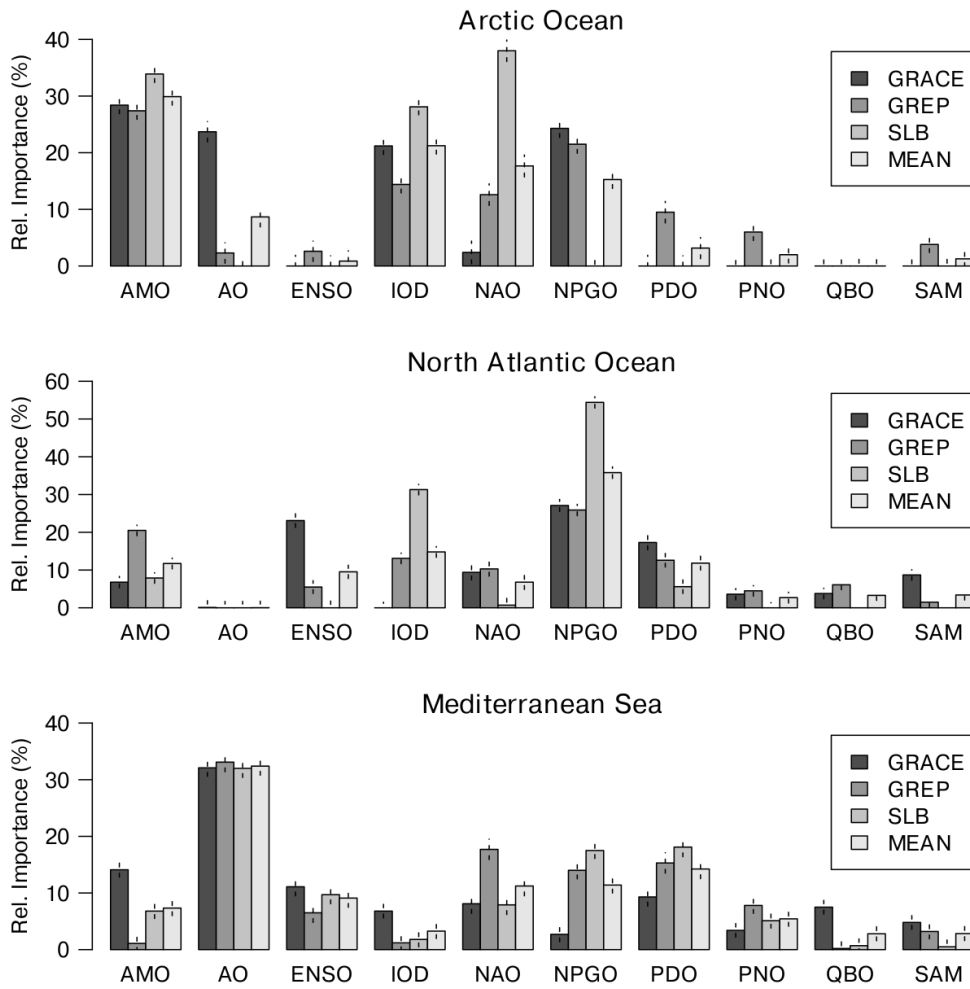 Arctic Ocean
Rel. Importance (%)
40
30
20
10
0
GRACE
GREP
SLB
MEAN
AMO AO ENSO IOD NAO NPGO PDO PNO QBO SAM
North Atlantic Ocean
Rel. Importance (%)
60
50
40
30
20
10
0
GRACE
GREP
SLB
MEAN
AMO AO ENSO IOD NAO NPGO PDO PNO QBO SAM
Mediterranean Sea
Rel. Importance (%)
40
30
20
10
0
GRACE
GREP
SLB
MEAN
AMO AO ENSO IOD NAO NPGO PDO PNO QBO SAM